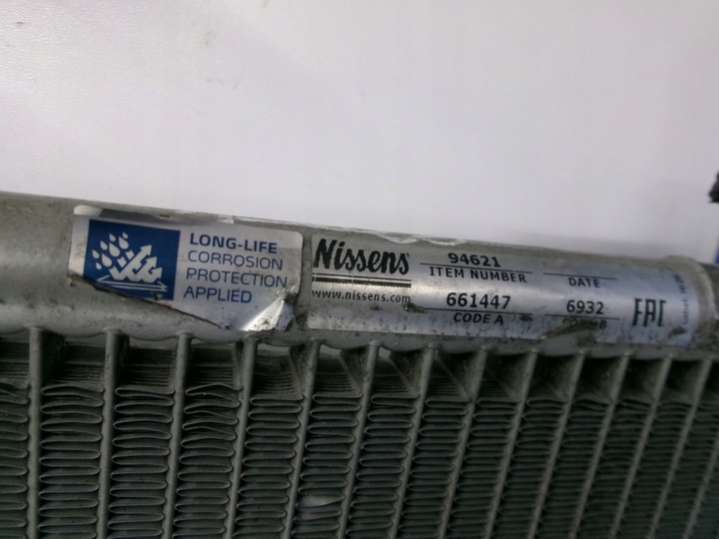 LONG-LIFE
CORROSION
PROTECTION
APPLIED
Nissens
www.nissens.com
94621
ITEM NUMBER
DATE
661447
6932
CODE A
EAC